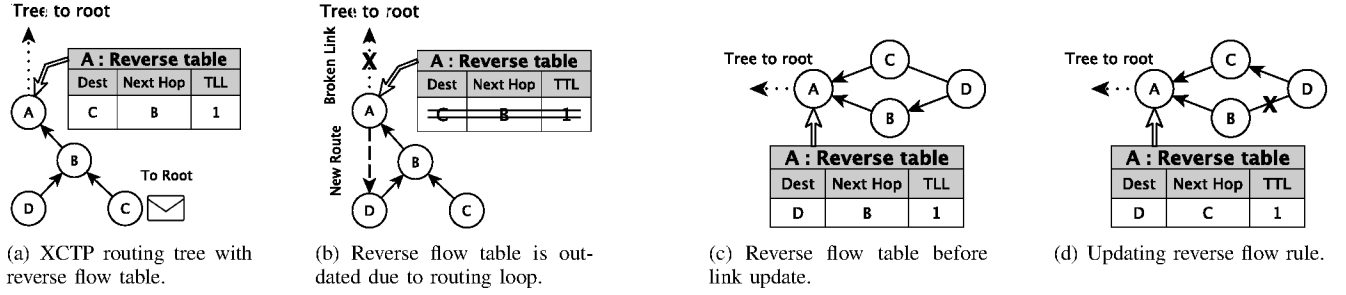 Tree to root
A : Reverse table
Dest Next Hop TLL
C B 1
A
B
To Root
D C
(a) XCTP routing tree with
reverse flow table.
Tree to root
Broken Link
X
A : Reverse table
Dest Next Hop TTL
C B 1
A
New Route
B
D C
(b) Reverse flow table is out-
dated due to routing loop.
Tree to root
C
A D
B
A : Reverse table
Dest Next Hop TLL
D B 1
(c) Reverse flow table before
link update.
Tree to root
C
A D
X
B
A : Reverse table
Dest Next Hop TTL
D C 1
(d) Updating reverse flow rule.